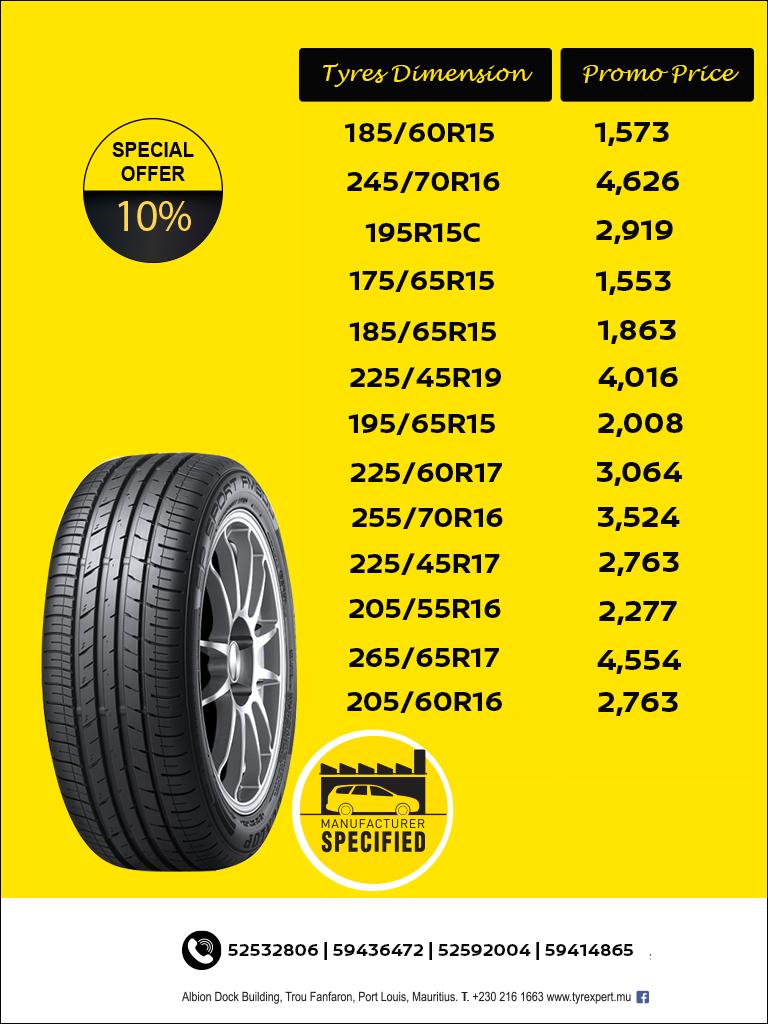 Tyres Dimension Promo Price
SPECIAL
OFFER
10%
185/60R15 1,573
245/70R16 4,626
195R15C 2,919
175/65R15 1,553
185/65R15 1,863
225/45R19 4,016
195/65R15 2,008
225/60R17 3,064
255/70R16 3,524
225/45R17 2,763
205/55R16 2,277
265/65R17 4,554
205/60R16 2,763
SP SPORT
MANUFACTURER
SPECIFIED
52532806 | 59436472 | 52592004 | 59414865
Albion Dock Building, Trou Fanfaron, Port Louis, Mauritius. T. +230 216 1663 www.tyrexpert.mu f